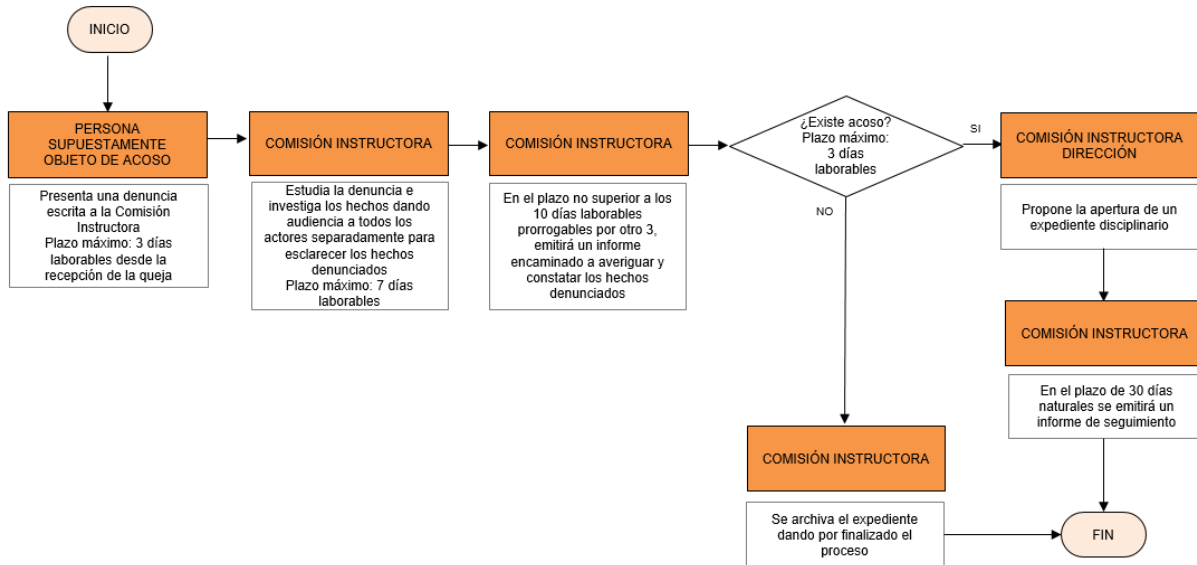 INICIO
PERSONA
SUPUESTAMENTE
OBJETO DE ACOSO
Presenta una denuncia
escrita a la Comisión
Instructora
Plazo máximo: 3 días
laborables desde la
recepción de la queja
COMISIÓN INSTRUCTORA
Estudia la denuncia e
investiga los hechos dando
audiencia a todos los
actores separadamente para
esclarecer los hechos
denunciados
Plazo máximo: 7 días
laborables
COMISIÓN INSTRUCTORA
En el plazo no superior a los
10 días laborables
prorrogables por otro 3,
emitirá un informe
encaminado a averiguar y
constatar los hechos
denunciados
¿Existe acoso?
Plazo máximo:
3 días
laborables
SI
COMISIÓN INSTRUCTORA
DIRECCIÓN
Propone la apertura de un
expediente disciplinario
COMISIÓN INSTRUCTORA
En el plazo de 30 días
naturales se emitirá un
informe de seguimiento
NO
COMISIÓN INSTRUCTORA
Se archiva el expediente
dando por finalizado el
proceso
FIN